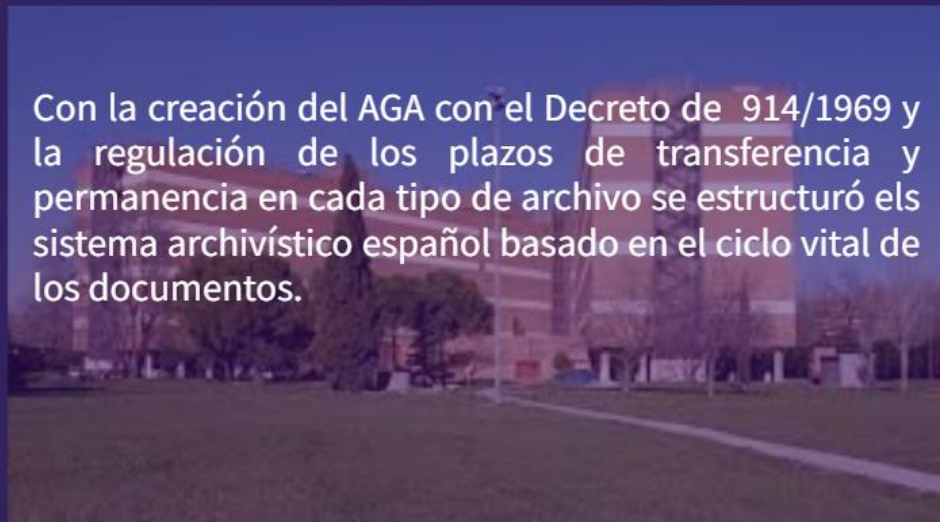 Con la creación del AGA con el Decreto de  914/1969 y
la regulación de los plazos de transferencia y
permanencia en cada tipo de archivo se estructuró els
sistema archivístico español basado en el ciclo vital de
los documentos.